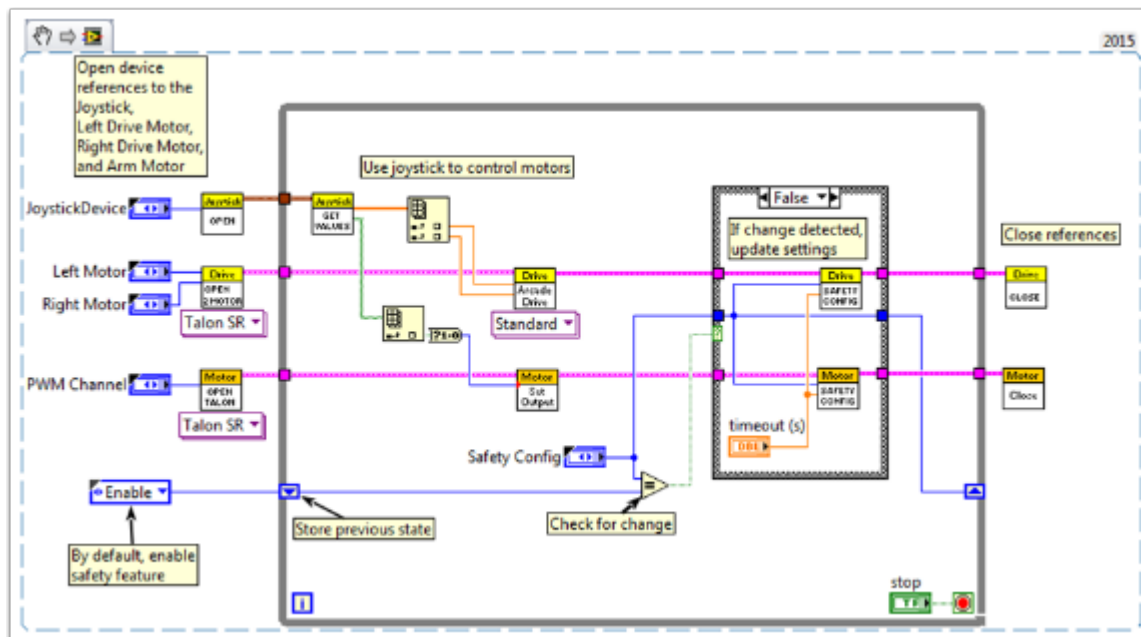 2015
Open device
references to the
Joystick,
Left Drive Motor,
Right Drive Motor,
and Arm Motor
Use joystick to control motors
False
If change detected,
update settings
Close references
JoystickDevice
Joystick
OPEN
Joystick
GET
VALUES
Left Motor
Right Motor
Drive
OPEN
2 MOTOR
Talon SR
Drive
Arcade
Drive
Standard
Drive
SAFETY
CONFIG
Drive
CLOSE
?1:0
PWM Channel
Motor
OPEN
TALON
Talon SR
Motor
Set
Output
Motor
SAFETY
CONFIG
Motor
Close
timeout (s)
DBL
Safety Config
Enable
Store previous state
Check for change
By default, enable
safety feature
i
stop
TF